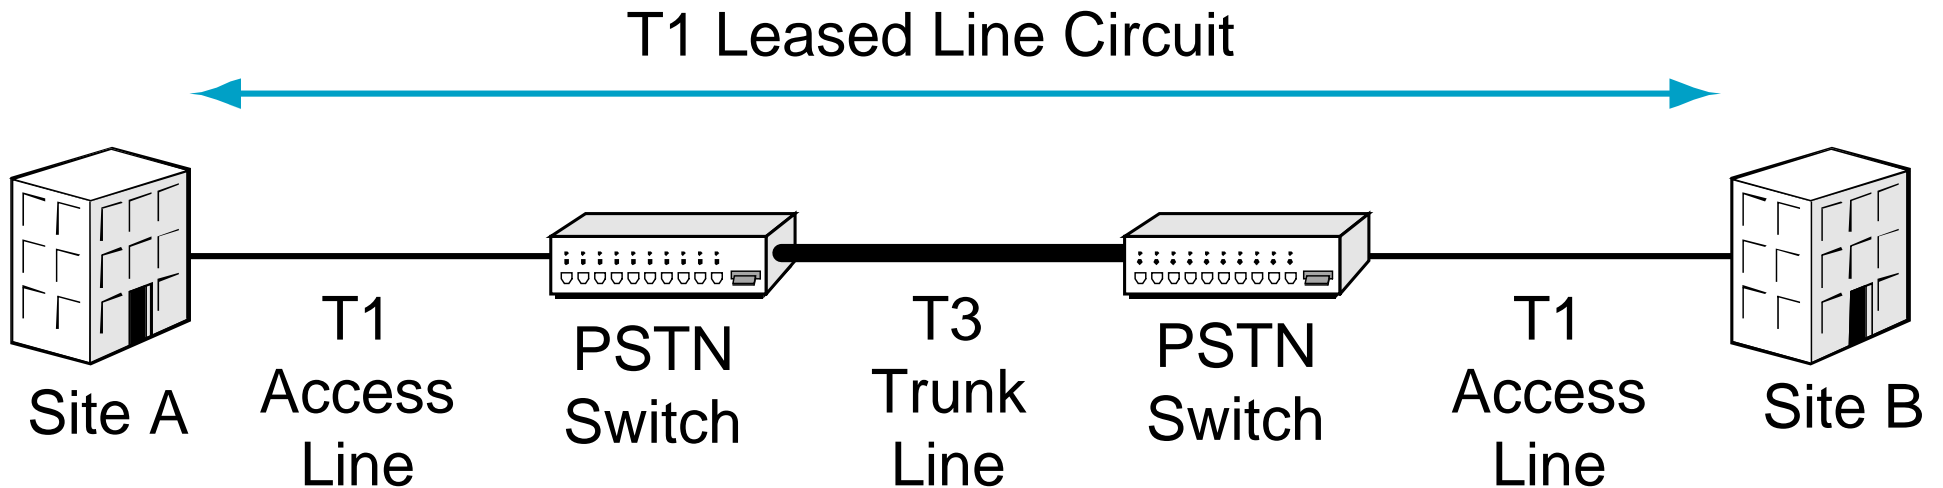 T1 Leased Line Circuit
Site A
T1
Access
Line
PSTN
Switch
T3
Trunk
Line
PSTN
Switch
T1
Access
Line
Site B